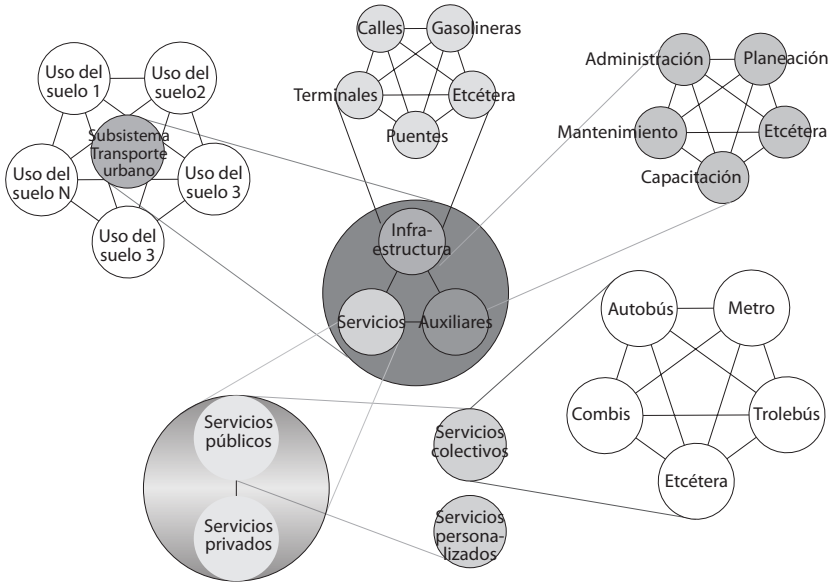 Uso del
suelo 1
Uso del
suelo2
Subsistema
Transporte
urbano
Uso del
suelo N
Uso del
suelo 3
Uso del
suelo 3
Calles
Gasolineras
Terminales
Etcétera
Puentes
Administración
Planeación
Mantenimiento
Etcétera
Capacitación
Infra-
estructura
Servicios
Auxiliares
Autobús
Metro
Combis
Trolebús
Etcétera
Servicios
públicos
Servicios
privados
Servicios
colectivos
Servicios
persona-
lizados